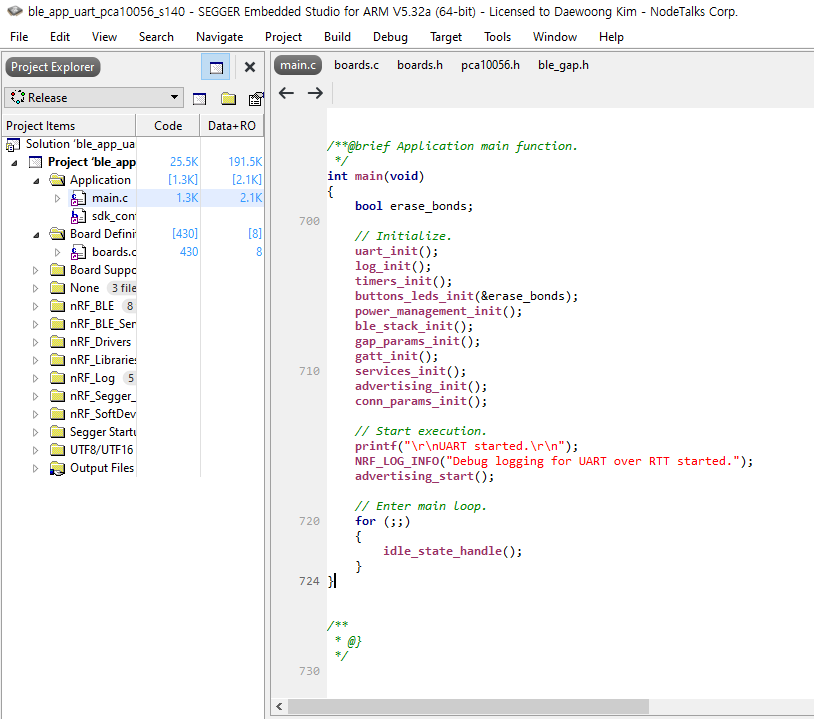 ble_app_uart_pca10056_s140 - SEGGER Embedded Studio for ARM V5.32a (64-bit) - Licensed to Daewoong Kim - NodeTalks Corp.
File Edit View Search Navigate Project Build Debug Target Tools Window Help
Project Explorer
Release
Project Items Code Data+RO
Solution 'ble_app_ua
Project 'ble_app 25.5K 191.5K
Application [1.3K] [2.1K]
main.c 1.3K 2.1K
sdk_con
Board Defini [430] [8]
boards.c 430 8
Board Suppo
None 3 file
nRF_BLE 8
nRF_BLE_Ser
nRF_Drivers
nRF_Libraries
nRF_Log 5
nRF_Segger_
nRF_SoftDev
Segger Startu
UTF8/UTF16
Output Files
main.c boards.c boards.h pca10056.h ble_gap.h
/**@brief Application main function.
 */
int main(void)
{
    bool erase_bonds;
700
    // Initialize.
    uart_init();
    log_init();
    timers_init();
    buttons_leds_init(&erase_bonds);
    power_management_init();
    ble_stack_init();
    gap_params_init();
    gatt_init();
710     services_init();
    advertising_init();
    conn_params_init();
    // Start execution.
    printf("\r\nUART started.\r\n");
    NRF_LOG_INFO("Debug logging for UART over RTT started.");
    advertising_start();
    // Enter main loop.
720     for (;;)
    {
        idle_state_handle();
    }
724 }
/**
 * @}
 */
730